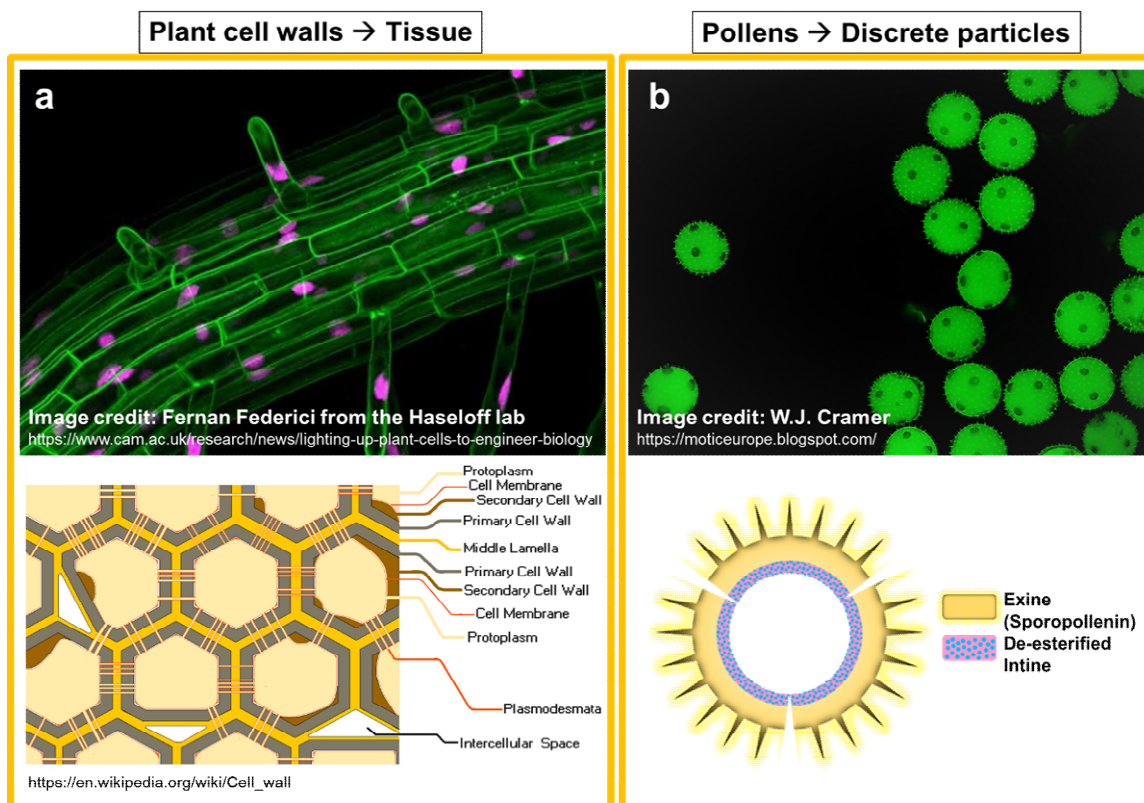 Plant cell walls → Tissue
a
Image credit: Fernan Federici from the Haseloff lab
https://www.cam.ac.uk/research/news/lighting-up-plant-cells-to-engineer-biology
Protoplasm
Cell Membrane
Secondary Cell Wall
Primary Cell Wall
Middle Lamella
Primary Cell Wall
Secondary Cell Wall
Cell Membrane
Protoplasm
Plasmodesmata
Intercellular Space
https://en.wikipedia.org/wiki/Cell_wall
Pollens → Discrete particles
b
Image credit: W.J. Cramer
https://moticeurope.blogspot.com/
Exine
(Sporopollenin)
De-esterified
Intine